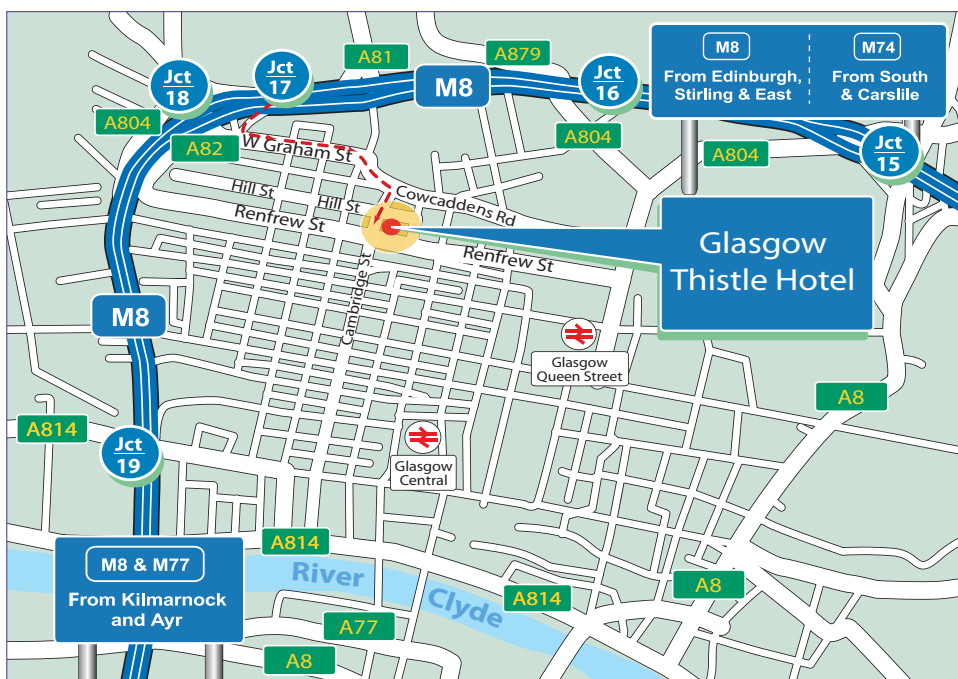 A81
A879
M8
M74
From Edinburgh,
Stirling & East
From South
& Carslile
Jct
18
Jct
17
M8
Jct
16
A804
A82
W Graham St
A804
A804
Jct
15
Hill St
Hill St
Cowcaddens Rd
Renfrew St
Renfrew St
Glasgow
Thistle Hotel
Cambridge St
M8
Glasgow
Queen Street
A8
A814
Jct
19
Glasgow
Central
A814
River
Clyde
M8 & M77
From Kilmarnock
and Ayr
A814
A8
A77
A8